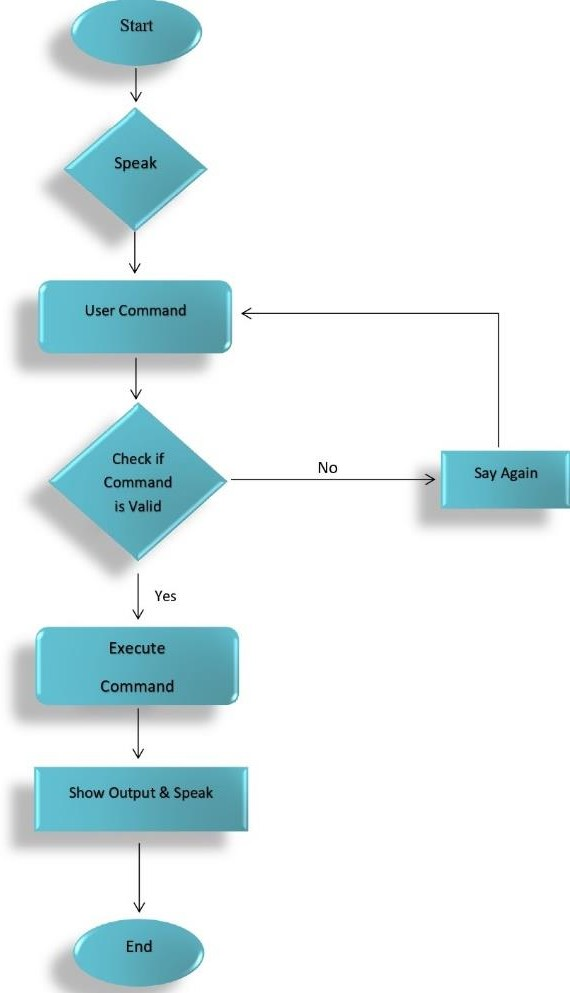 Start
Speak
User Command
Check if
Command
is Valid
No
Say Again
Yes
Execute
Command
Show Output & Speak
End